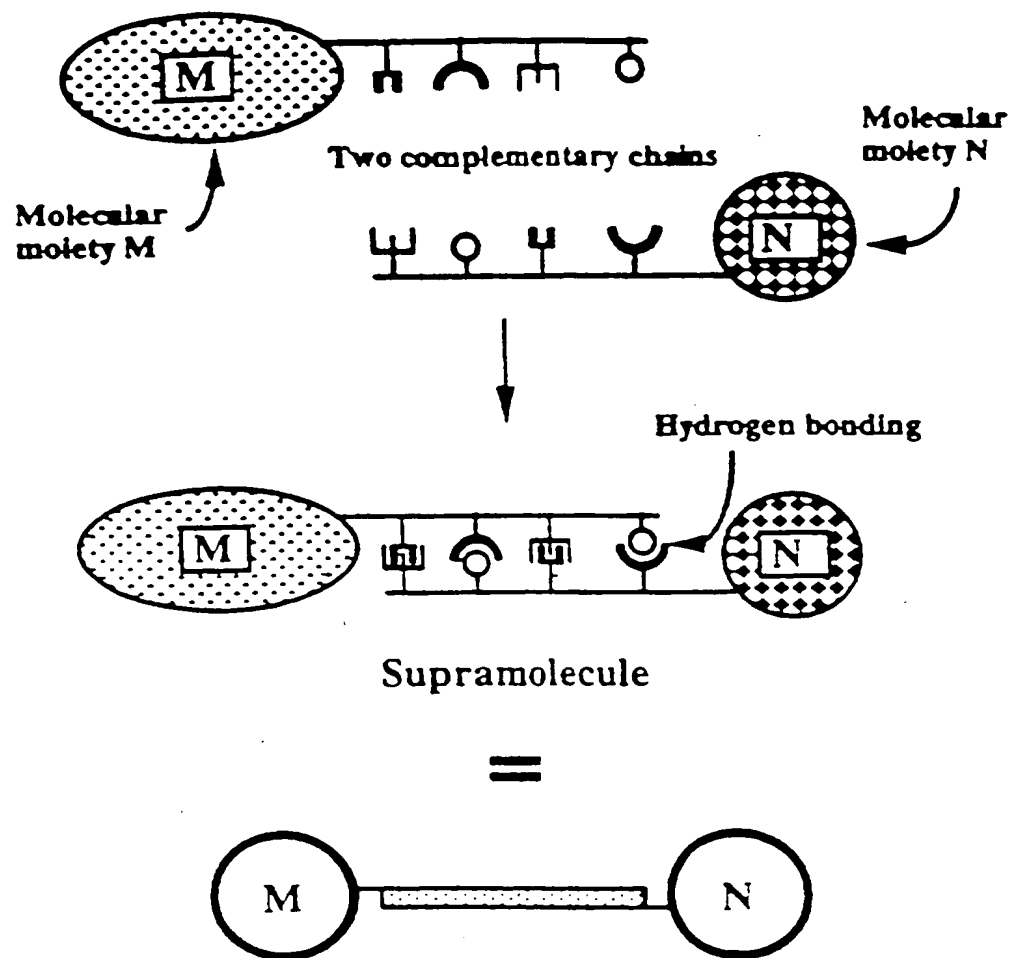 M
Molecular
moiety N
Two complementary chains
Molecular
moiety M
N
Hydrogen bonding
M
N
Supramolecule
=
M
N